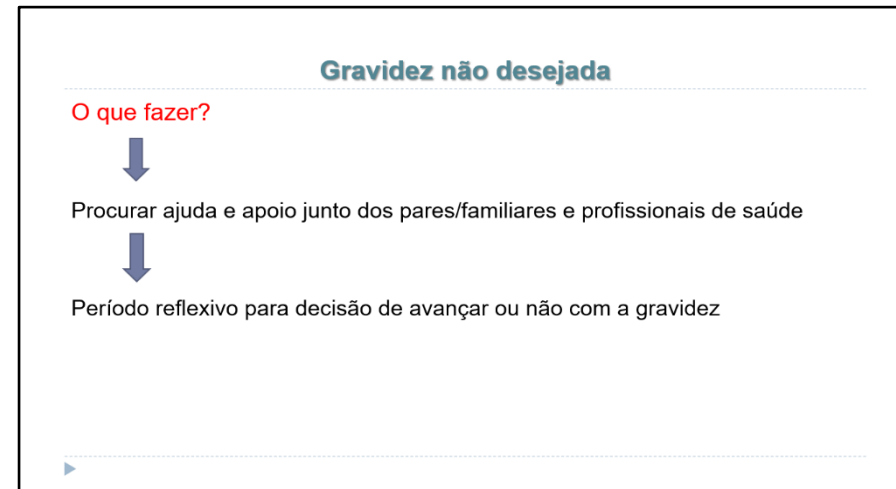 Gravidez não desejada
O que fazer?
Procurar ajuda e apoio junto dos pares/familiares e profissionais de saúde
Período reflexivo para decisão de avançar ou não com a gravidez